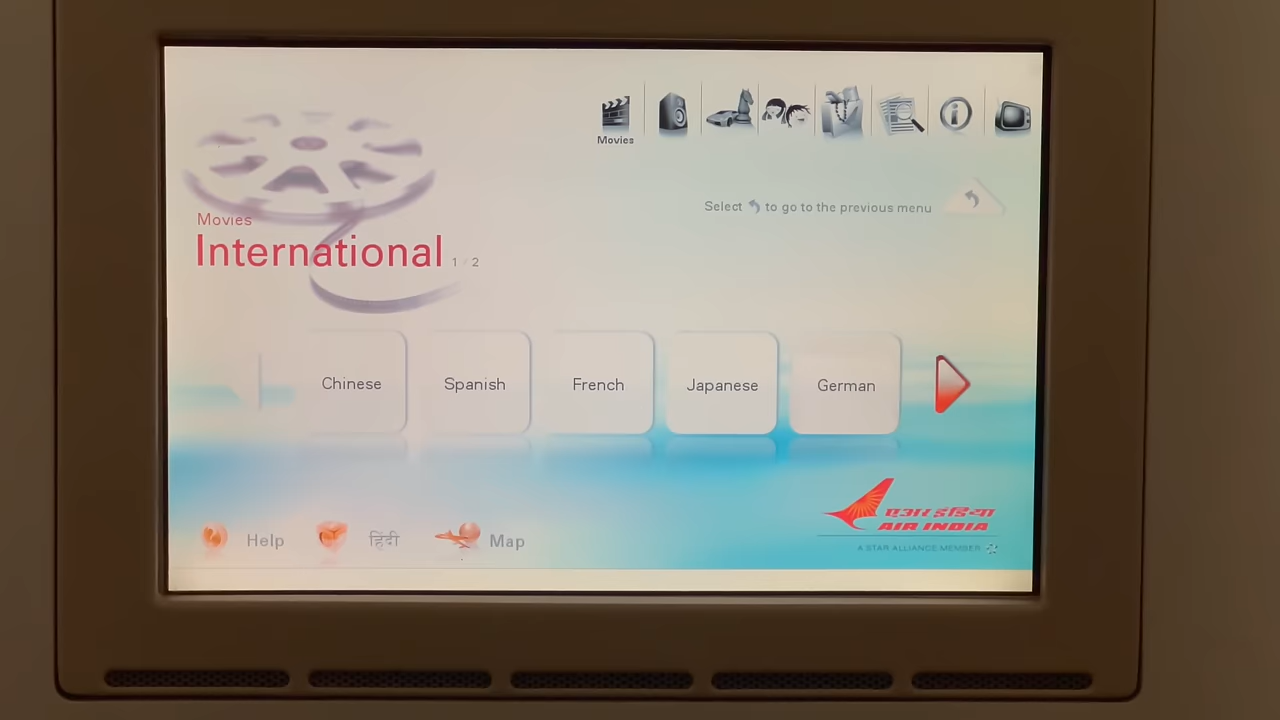 Movies
Select to go to the previous menu
Movies
International 1 / 2
Chinese
Spanish
French
Japanese
German
Help
हिंदी
Map
एअर इंडिया
AIR INDIA
A STAR ALLIANCE MEMBER